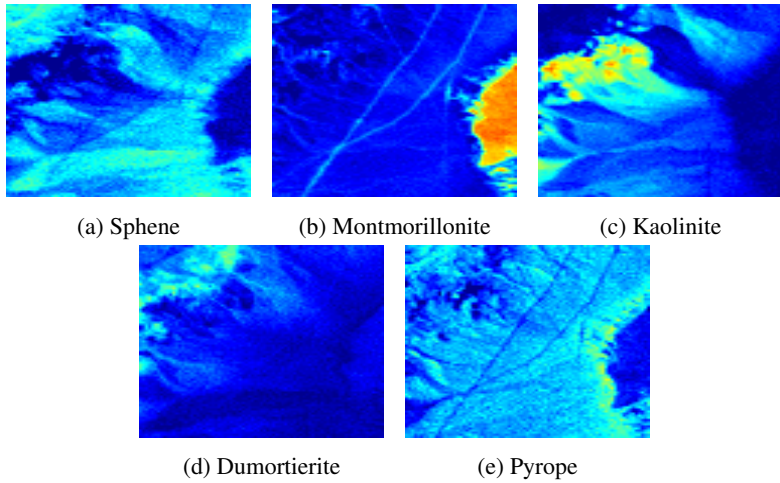 (a) Sphene
(b) Montmorillonite
(c) Kaolinite
(d) Dumortierite
(e) Pyrope